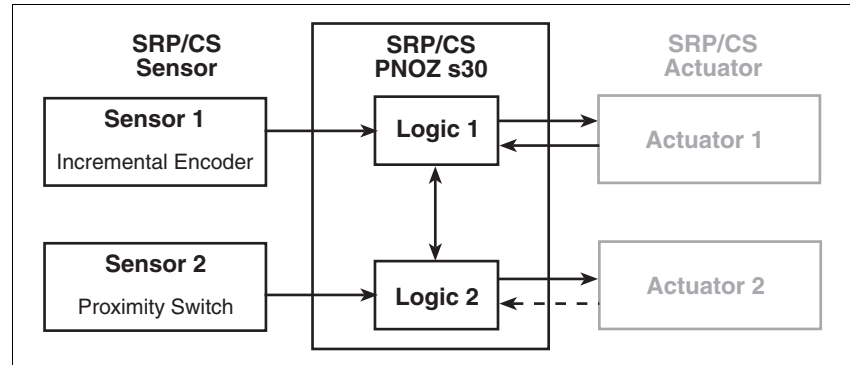 SRP/CS
Sensor
SRP/CS
PNOZ s30
SRP/CS
Actuator
Sensor 1
Incremental Encoder
Logic 1
Actuator 1
Sensor 2
Proximity Switch
Logic 2
Actuator 2